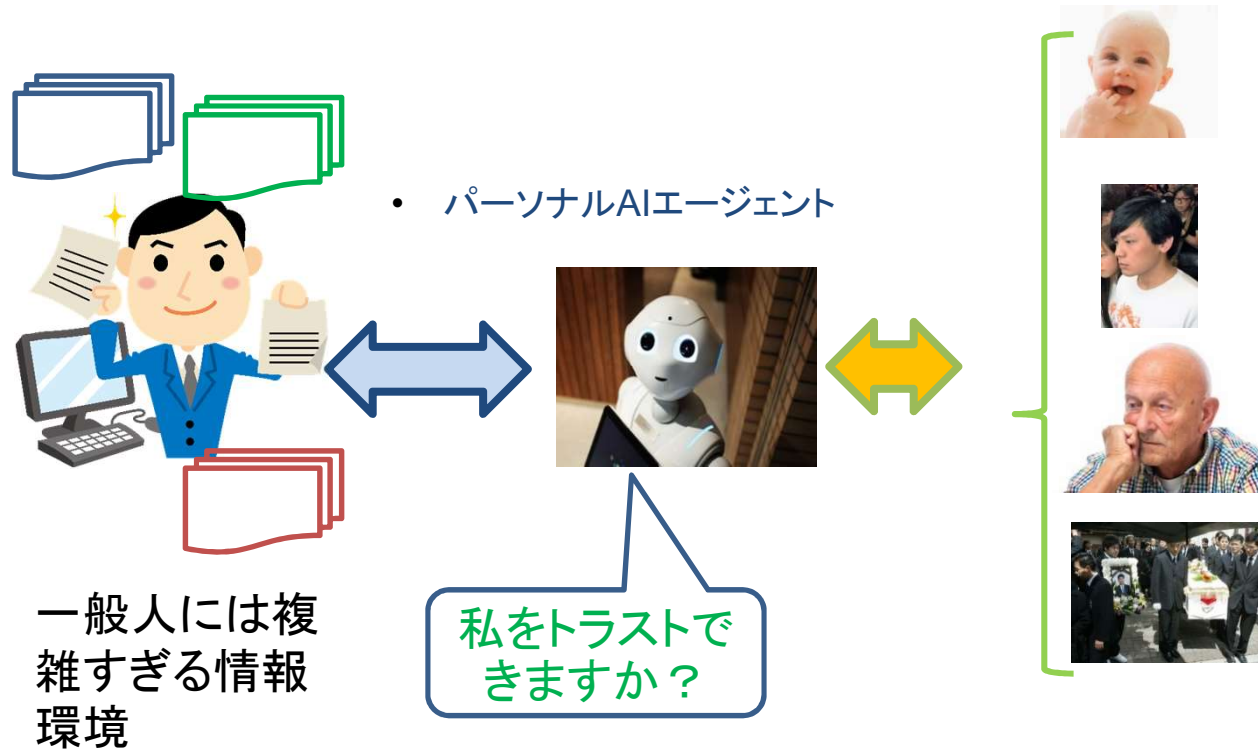 • パーソナルAIエージェント
一般人には複
雑すぎる情報
環境
私をトラストで
きますか？